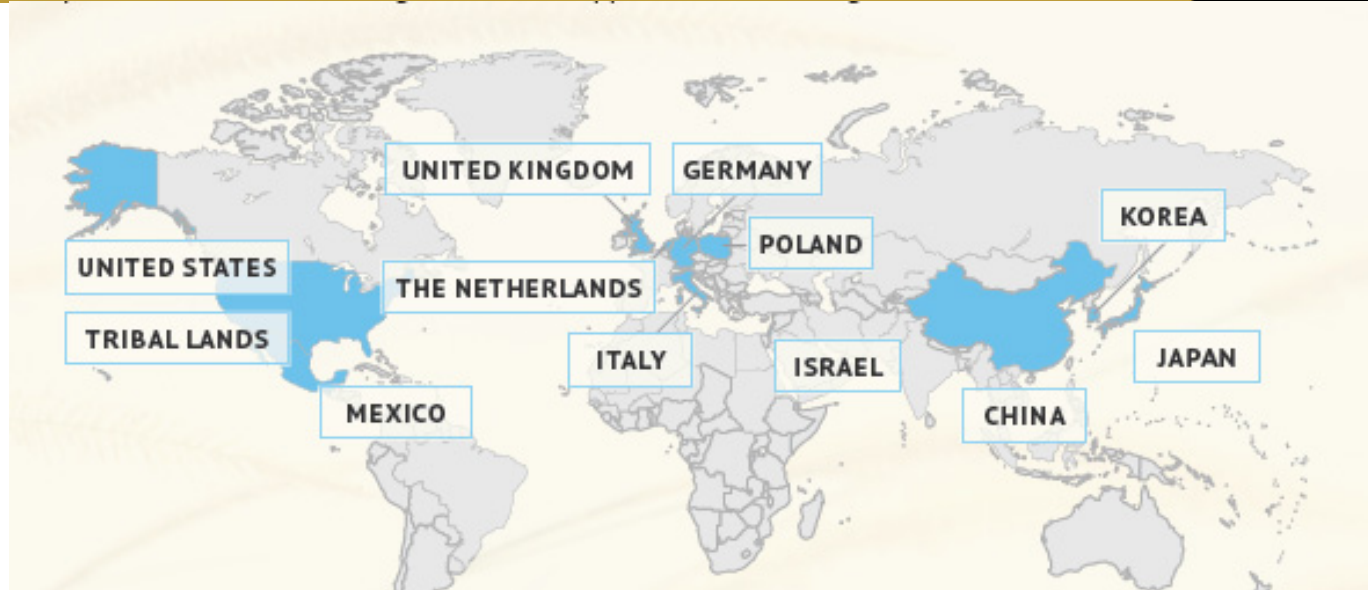 UNITED KINGDOM
GERMANY
KOREA
POLAND
UNITED STATES
THE NETHERLANDS
TRIBAL LANDS
ITALY
ISRAEL
JAPAN
MEXICO
CHINA